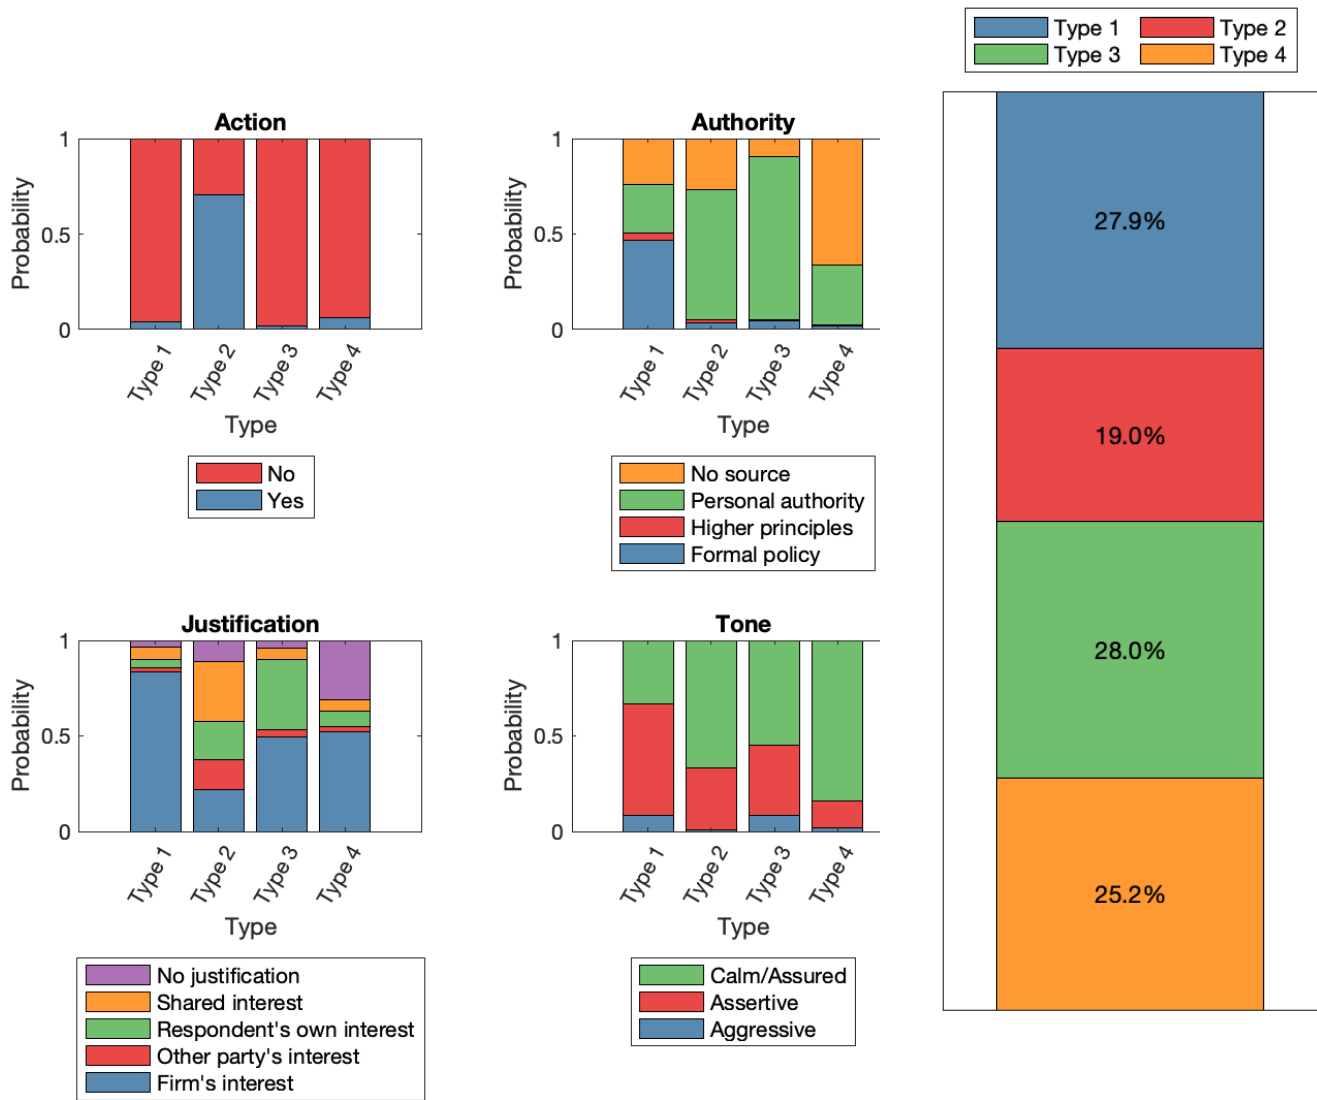 Action
Probability
1
0.5
0
Type 1
Type 2
Type 3
Type 4
Type
No
Yes
Authority
Probability
1
0.5
0
Type 1
Type 2
Type 3
Type 4
Type
No source
Personal authority
Higher principles
Formal policy
Justification
Probability
1
0.5
0
Type 1
Type 2
Type 3
Type 4
Type
No justification
Shared interest
Respondent's own interest
Other party's interest
Firm's interest
Tone
Probability
1
0.5
0
Type 1
Type 2
Type 3
Type 4
Type
Calm/Assured
Assertive
Aggressive
Type 1 Type 2
Type 3 Type 4
27.9%
19.0%
28.0%
25.2%